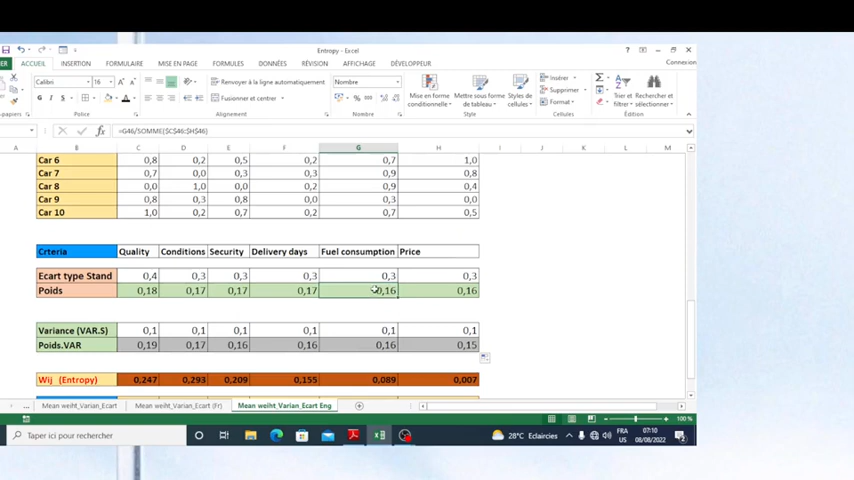 Entropy - Excel
Connexion
ACCUEIL INSERTION FORMULAIRE MISE EN PAGE FORMULES DONNÉES RÉVISION AFFICHAGE DÉVELOPPEUR
Calibri 16 Renvoyer à la ligne automatiquement Nombre Insérer
G I S Fusionner et centrer Mise en forme conditionnelle Mettre sous forme de tableau Styles de cellules Supprimer Format Trier et filtrer Rechercher et sélectionner
Police Alignement Nombre Style Cellules Édition
=G46/SOMME($C$46:$H$46)
A B C D E F G H I J K L M
Car 6 0,8 0,2 0,5 0,2 0,7 1,0
Car 7 0,7 0,0 0,3 0,3 0,9 0,8
Car 8 0,0 1,0 0,0 0,2 0,9 0,4
Car 9 0,8 0,3 0,8 0,0 0,3 0,0
Car 10 1,0 0,2 0,7 0,2 0,7 0,5
Crteria Quality Conditions Security Delivery days Fuel consumption Price
Ecart type Stand 0,4 0,3 0,3 0,3 0,3 0,3
Poids 0,18 0,17 0,17 0,17 0,16 0,16
Variance (VAR.S) 0,1 0,1 0,1 0,1 0,1 0,1
Poids.VAR 0,19 0,17 0,16 0,16 0,16 0,15
Wij (Entropy) 0,247 0,293 0,209 0,155 0,089 0,007
... Mean weiht_Varian_Ecart Mean weiht_Varian_Ecart (Fr) Mean weiht_Varian_Ecart Eng
100 %
Taper ici pour rechercher 28°C Eclaircies FRA 07:10
US 08/08/2022